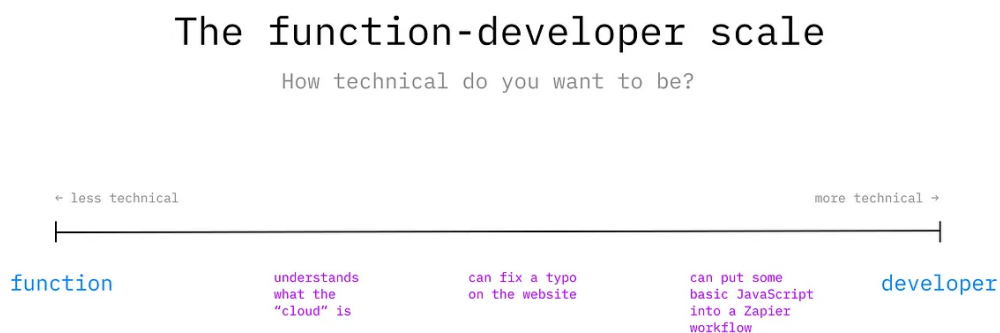 The function-developer scale
How technical do you want to be?
← less technical
more technical →
function
understands
what the
“cloud” is
can fix a typo
on the website
can put some
basic JavaScript
into a Zapier
workflow
developer